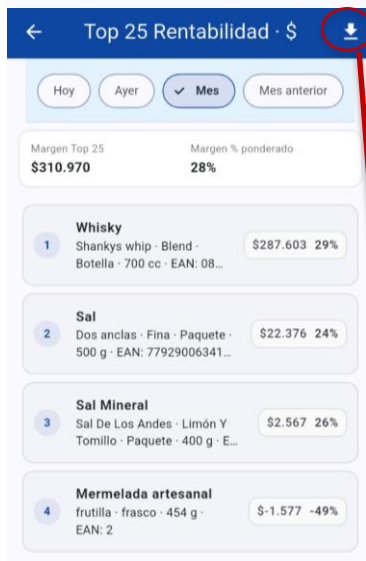 Top 25 Rentabilidad · $
Hoy Ayer Mes Mes anterior
Margen Top 25 Margen % ponderado
$310.970 28%
Whisky
1 Shankys whip · Blend · $287.603 29%
Botella · 700 cc · EAN: 08...
Sal
2 Dos anclas · Fina · Paquete · $22.376 24%
500 g · EAN: 77929006341...
Sal Mineral
3 Sal De Los Andes · Limón Y $2.567 26%
Tomillo · Paquete · 400 g · E...
Mermelada artesanal
4 frutilla · frasco · 454 g · $-1.577 -49%
EAN: 2